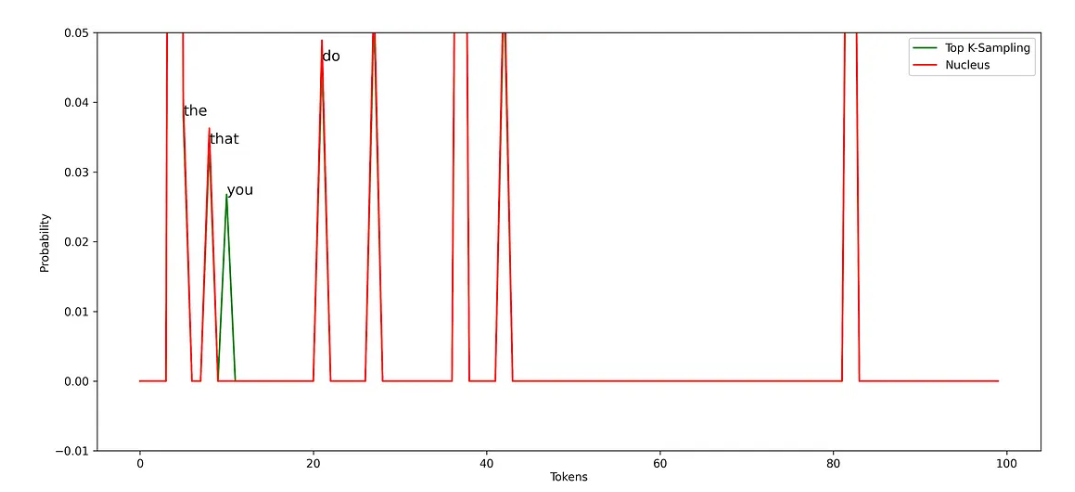 0.05
0.04
0.03
0.02
0.01
0.00
−0.01
Probability
the
that
you
do
Top K-Sampling
Nucleus
0
20
40
60
80
100
Tokens